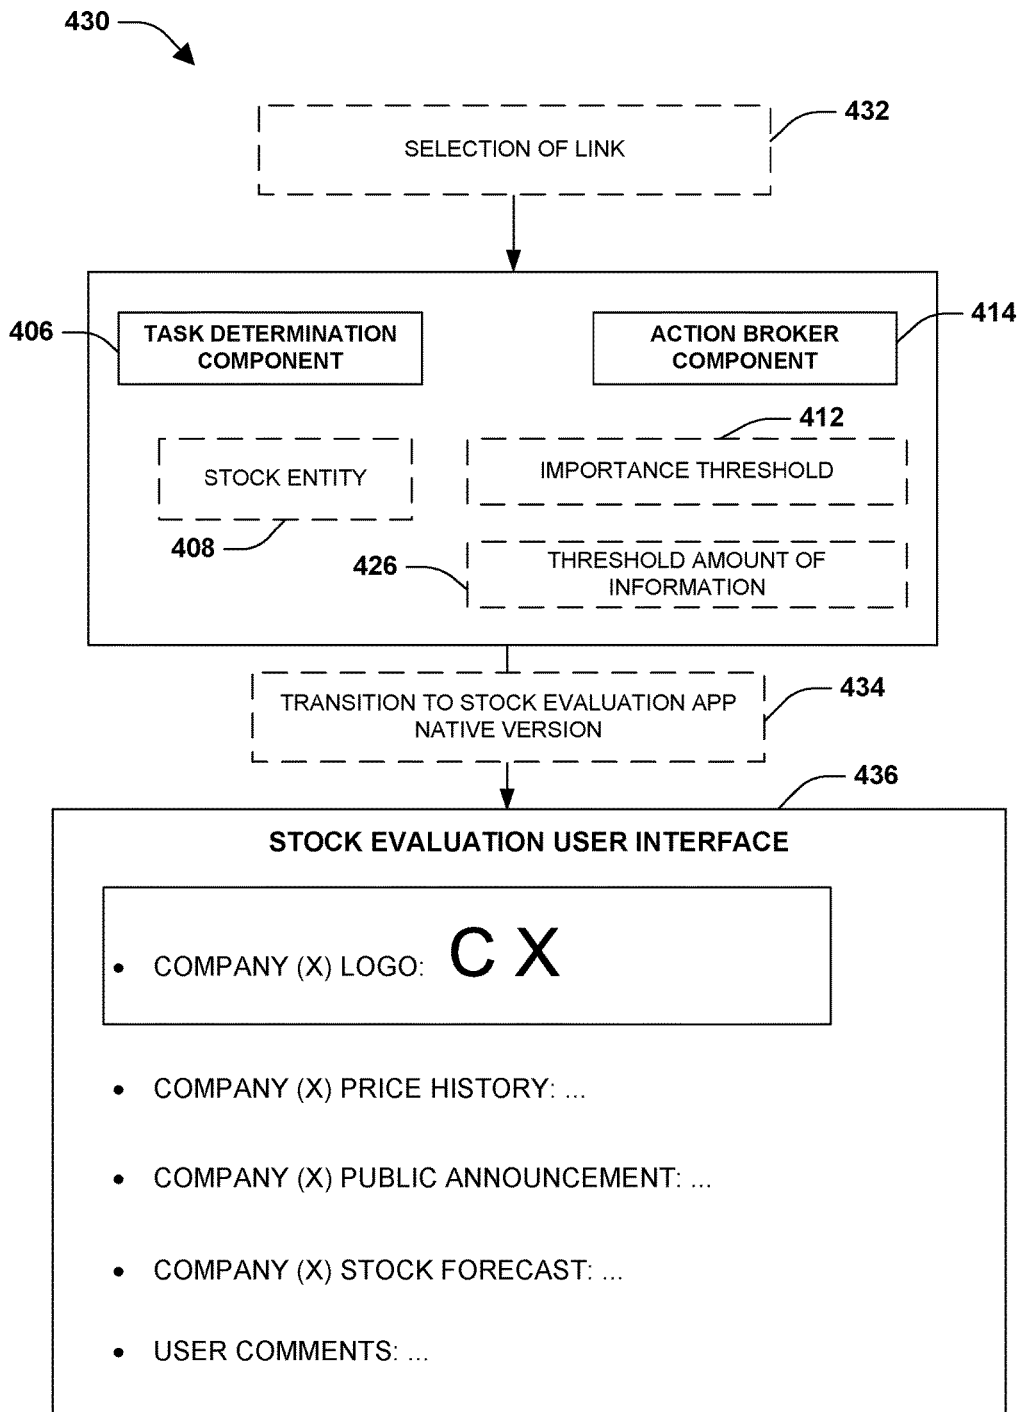 430
432
SELECTION OF LINK
406
TASK DETERMINATION
COMPONENT
ACTION BROKER
COMPONENT
414
412
STOCK ENTITY
IMPORTANCE THRESHOLD
408
426
THRESHOLD AMOUNT OF
INFORMATION
434
TRANSITION TO STOCK EVALUATION APP
NATIVE VERSION
436
STOCK EVALUATION USER INTERFACE
• COMPANY (X) LOGO: C X
• COMPANY (X) PRICE HISTORY: ...
• COMPANY (X) PUBLIC ANNOUNCEMENT: ...
• COMPANY (X) STOCK FORECAST: ...
• USER COMMENTS: ...